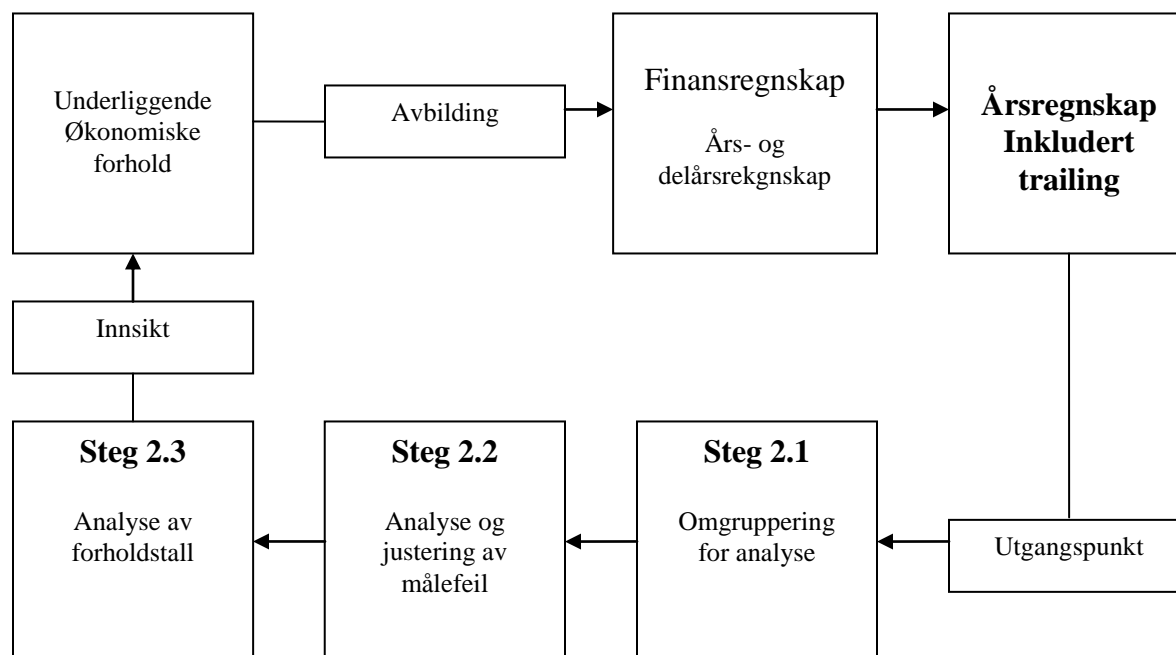 Underliggende
Økonomiske
forhold
Avbilding
Finansregnskap
Års- og
delårsrekgnskap
Årsregnskap
Inkludert
trailing
Innsikt
Steg 2.3
Analyse av
forholdstall
Steg 2.2
Analyse og
justering av
målefeil
Steg 2.1
Omgruppering
for analyse
Utgangspunkt